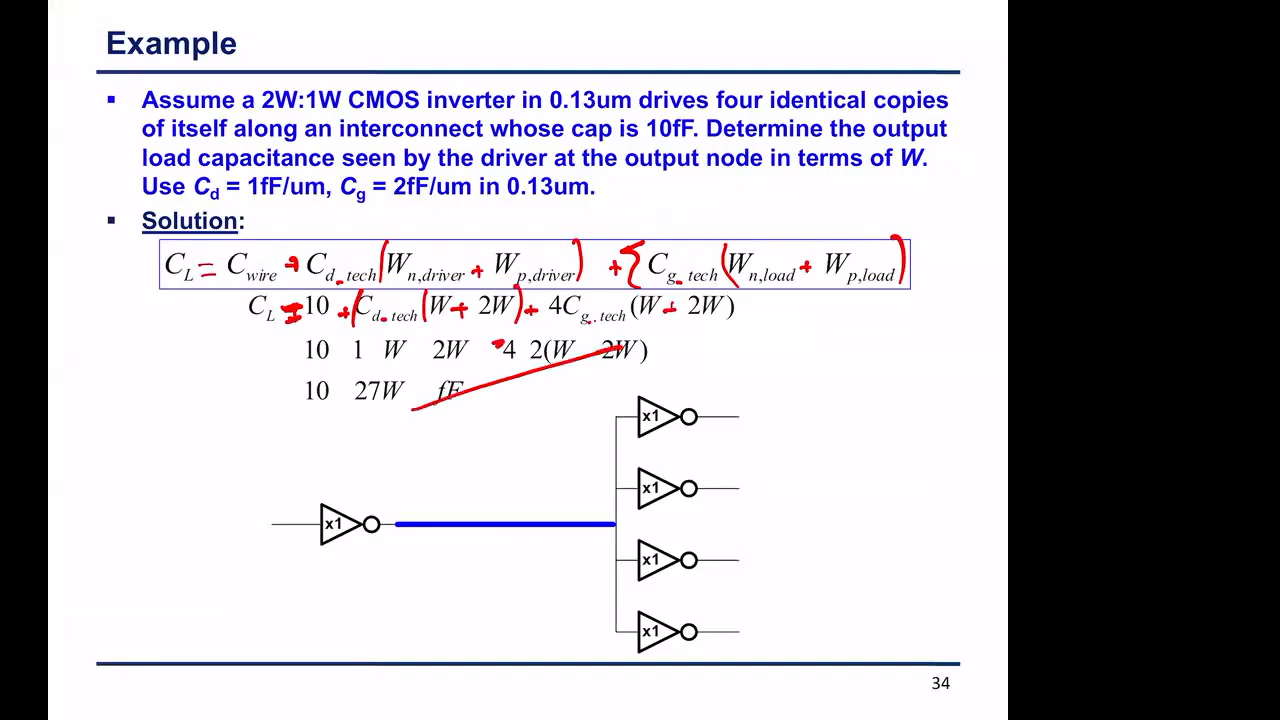 Example
▪ Assume a 2W:1W CMOS inverter in 0.13um drives four identical copies
of itself along an interconnect whose cap is 10fF. Determine the output
load capacitance seen by the driver at the output node in terms of W.
Use Cd = 1fF/um, Cg = 2fF/um in 0.13um.
▪ Solution:
CL = Cwire + Cd_tech(Wn,driver + Wp,driver) + {Cg_tech(Wn,load + Wp,load)
CL = 10 + (Cd_tech(W + 2W) + 4Cg_tech(W + 2W)
10 1 W 2W 4 2(W 2W)
10 27W fF
x1
x1
x1
x1
x1
34